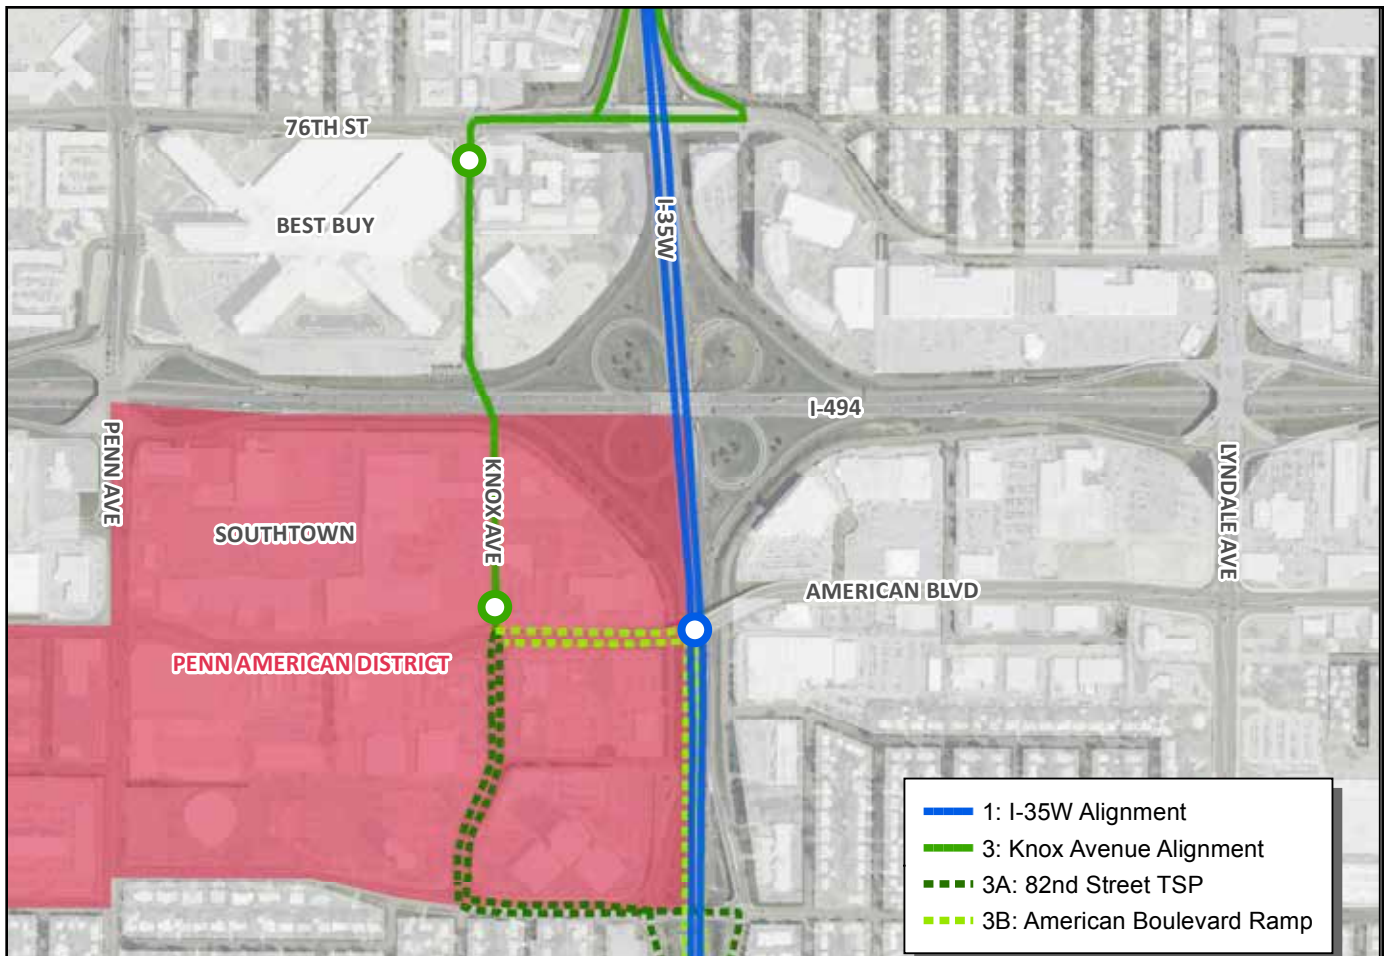 76TH ST
BEST BUY
I-35W
I-494
PENN AVE
KNOX AVE
LYNDALE AVE
SOUTHTOWN
AMERICAN BLVD
PENN AMERICAN DISTRICT
1: I-35W Alignment
3: Knox Avenue Alignment
3A: 82nd Street TSP
3B: American Boulevard Ramp